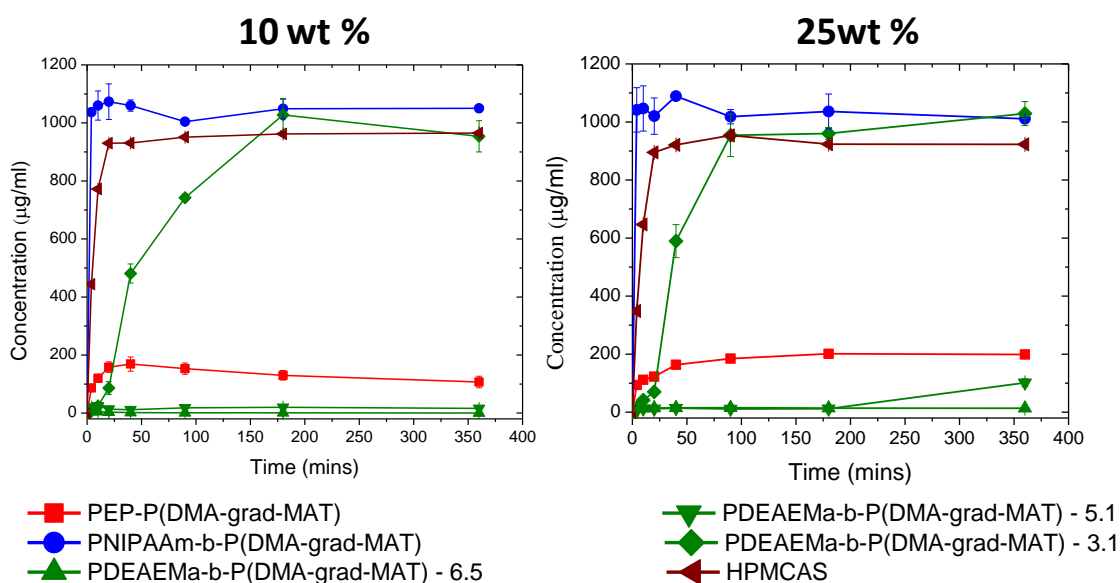 10 wt %
25wt %
1200
1000
800
600
400
200
0
Concentration (μg/ml)
0 50 100 150 200 250 300 350 400
Time (mins)
1200
1000
800
600
400
200
0
Concentration (μg/ml)
0 50 100 150 200 250 300 350 400
Time (mins)
PEP-P(DMA-grad-MAT)
PNIPAAm-b-P(DMA-grad-MAT)
PDEAEMa-b-P(DMA-grad-MAT) - 6.5
PDEAEMa-b-P(DMA-grad-MAT) - 5.1
PDEAEMa-b-P(DMA-grad-MAT) - 3.1
HPMCAS